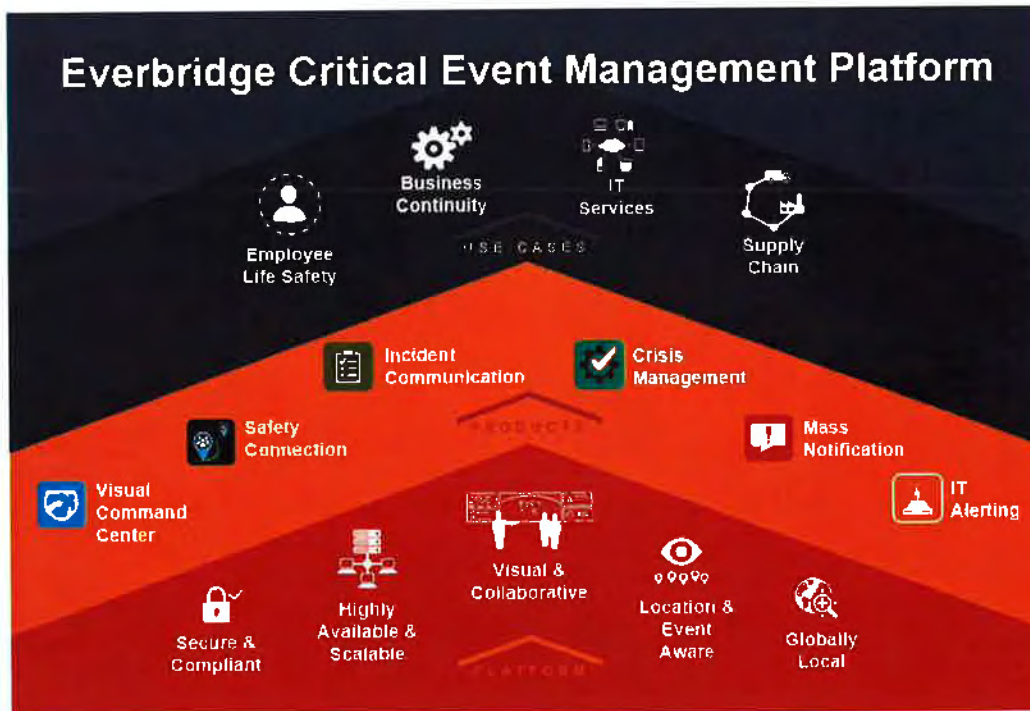 Everbridge Critical Event Management Platform
Employee
Life Safety
Business
Continuity
IT
Services
Supply
Chain
USE CASES
Incident
Communication
Crisis
Management
Safety
Connection
Mass
Notification
Visual
Command
Center
IT
Alerting
PRODUCTS
Secure &
Compliant
Highly
Available &
Scalable
Visual &
Collaborative
Location &
Event
Aware
Globally
Local
PLATFORM